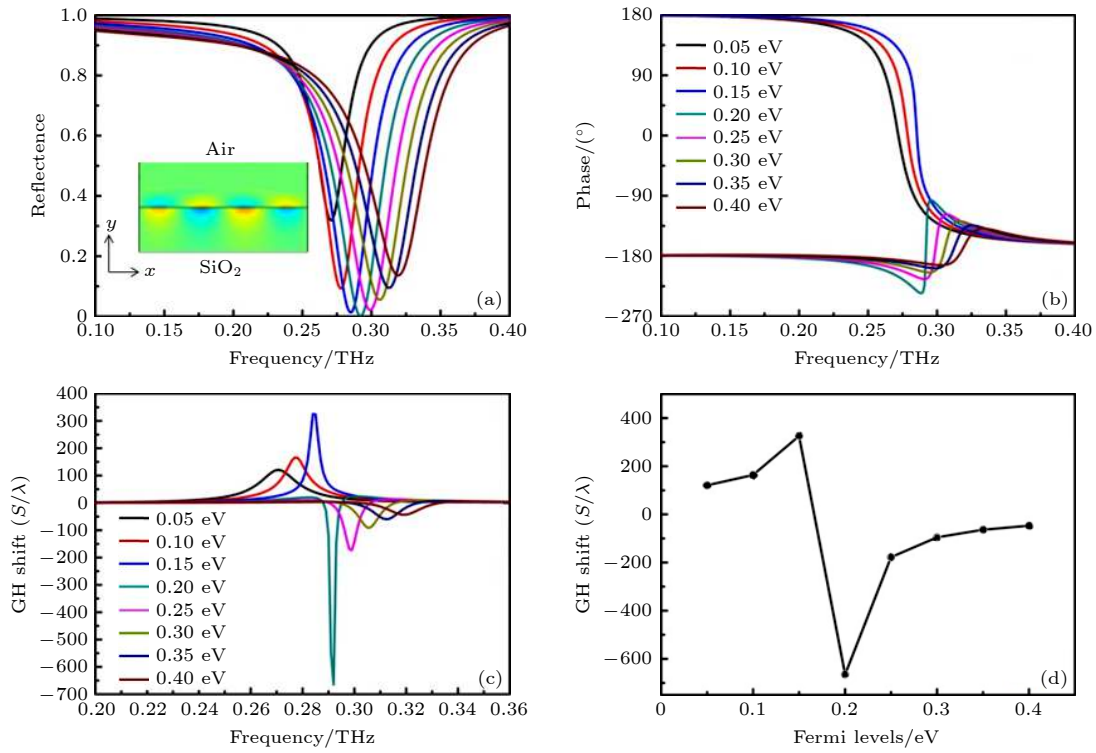 1.0
0.8
0.6
0.4
0.2
0
Reflectence
Air
y
x
SiO2
(a)
0.10 0.15 0.20 0.25 0.30 0.35 0.40
Frequency/THz
180
90
0
−90
−180
−270
Phase/(°)
0.05 eV
0.10 eV
0.15 eV
0.20 eV
0.25 eV
0.30 eV
0.35 eV
0.40 eV
(b)
0.10 0.15 0.20 0.25 0.30 0.35 0.40
Frequency/THz
400
300
200
100
0
−100
−200
−300
−400
−500
−600
−700
GH shift (S/λ)
0.05 eV
0.10 eV
0.15 eV
0.20 eV
0.25 eV
0.30 eV
0.35 eV
0.40 eV
(c)
0.20 0.22 0.24 0.26 0.28 0.30 0.32 0.34 0.36
Frequency/THz
400
200
0
−200
−400
−600
GH shift (S/λ)
(d)
0 0.1 0.2 0.3 0.4
Fermi levels/eV